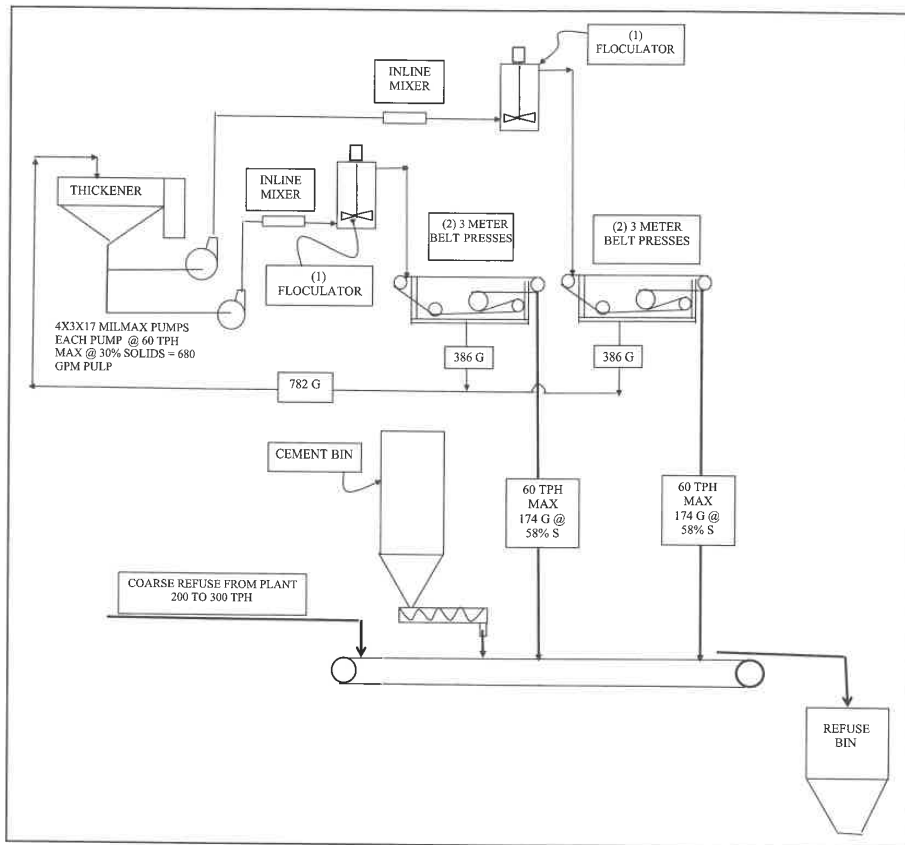 (1)
FLOCULATOR
INLINE
MIXER
THICKENER
INLINE
MIXER
(2) 3 METER
BELT PRESSES
(2) 3 METER
BELT PRESSES
(1)
FLOCULATOR
4X3X17 MILMAX PUMPS
EACH PUMP @ 60 TPH
MAX @ 30% SOLIDS = 680
GPM PULP
386 G
386 G
782 G
CEMENT BIN
60 TPH
MAX
174 G @
58% S
60 TPH
MAX
174 G @
58% S
COARSE REFUSE FROM PLANT
200 TO 300 TPH
REFUSE
BIN